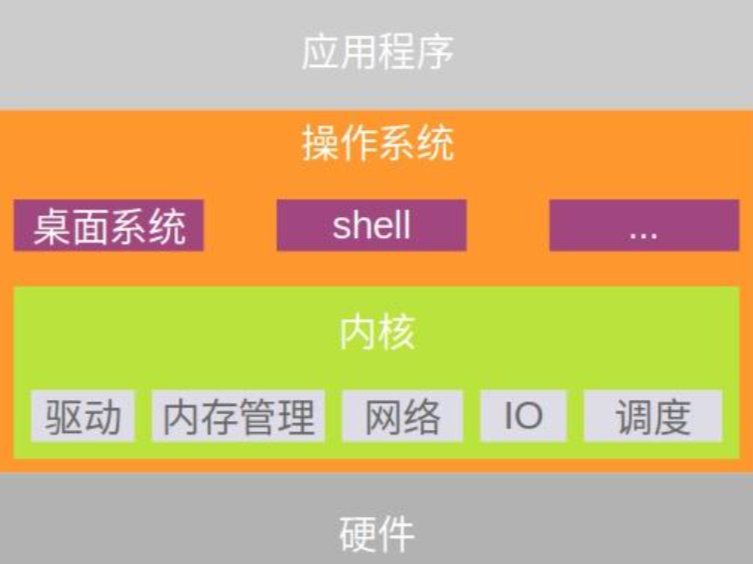 应用程序
操作系统
桌面系统 shell ...
内核
驱动 内存管理 网络 IO 调度
硬件